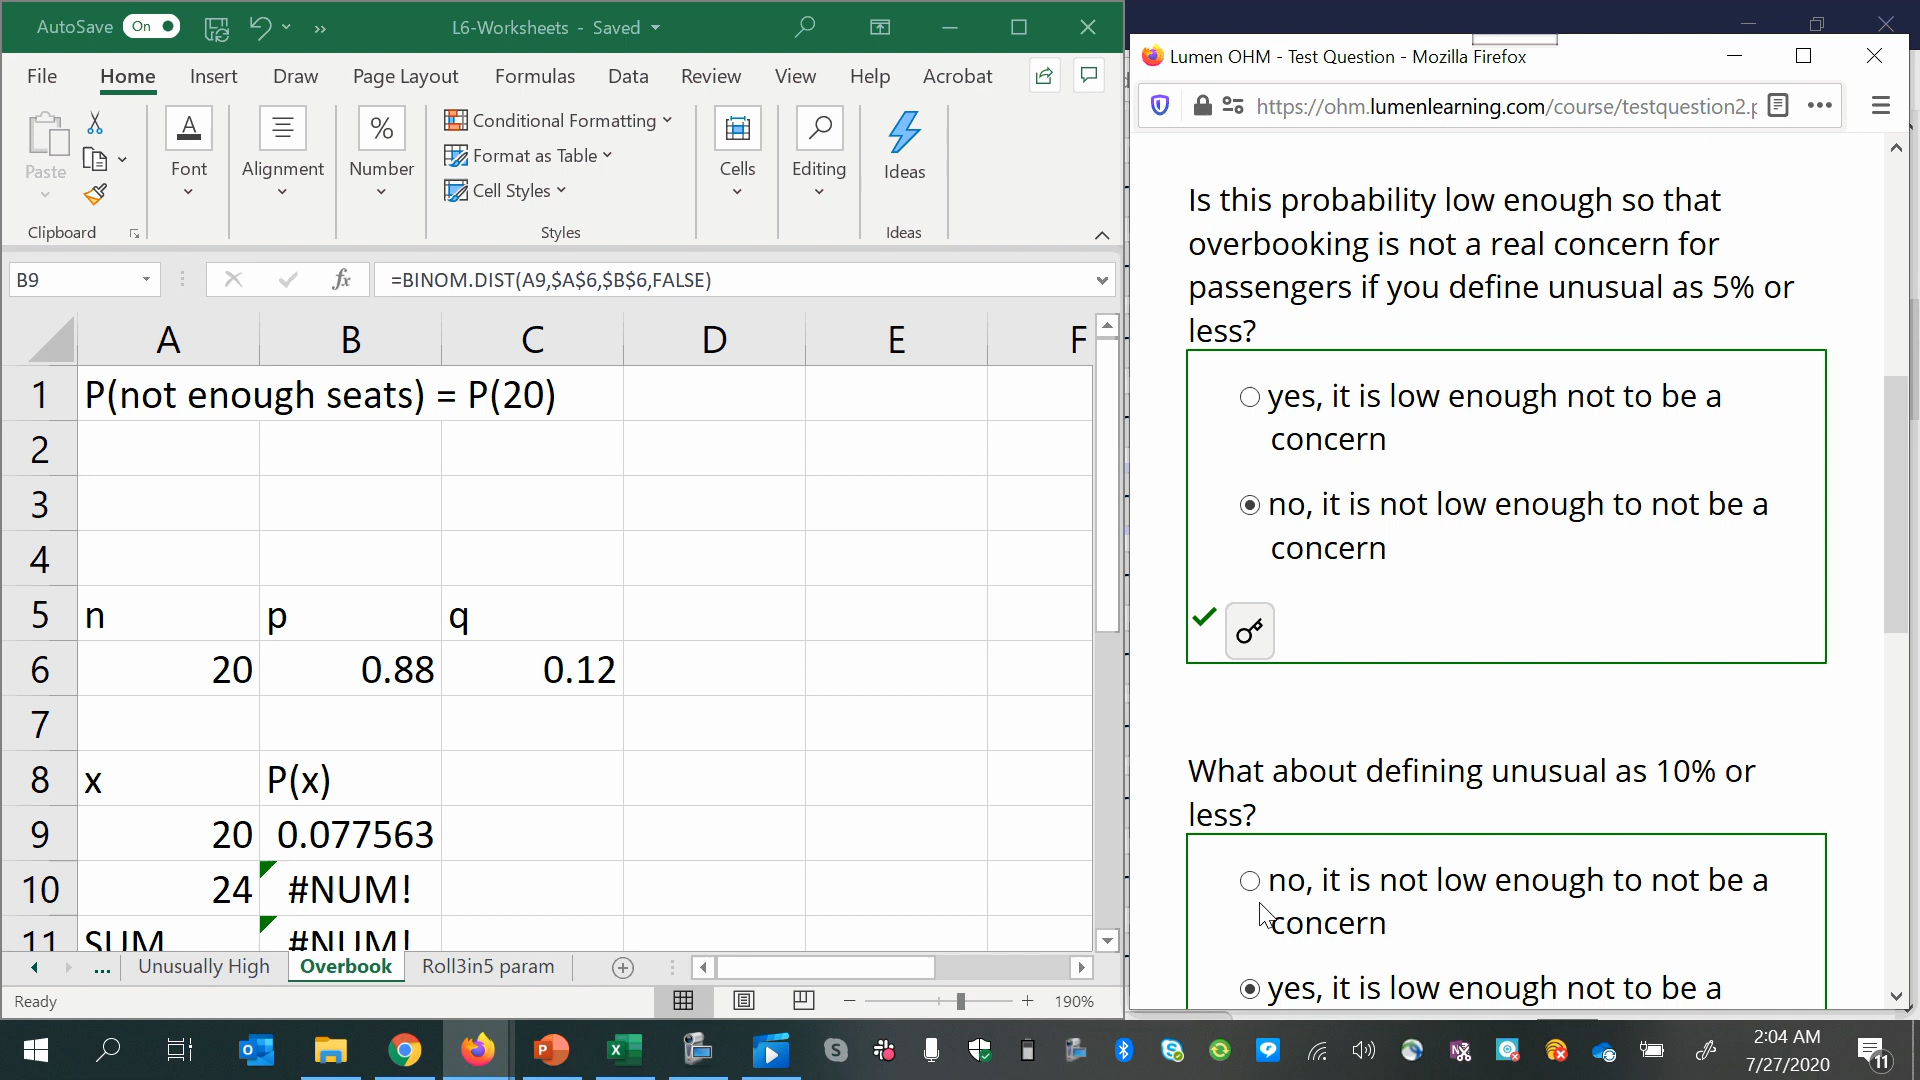 AutoSave On L6-Worksheets - Saved
File Home Insert Draw Page Layout Formulas Data Review View Help Acrobat
Paste Font Alignment Number Conditional Formatting Format as Table Cell Styles Cells Editing Ideas
Clipboard Styles Ideas
B9 fx =BINOM.DIST(A9,$A$6,$B$6,FALSE)
A B C D E F
1 P(not enough seats) = P(20)
2
3
4
5 n p q
6 20 0.88 0.12
7
8 x P(x)
9 20 0.077563
10 24 #NUM!
11 SUM #NUM!
... Unusually High Overbook Roll3in5 param
Ready 190%
Lumen OHM - Test Question - Mozilla Firefox
https://ohm.lumenlearning.com/course/testquestion2.p
Is this probability low enough so that
overbooking is not a real concern for
passengers if you define unusual as 5% or
less?
yes, it is low enough not to be a
concern
no, it is not low enough to not be a
concern
What about defining unusual as 10% or
less?
no, it is not low enough to not be a
concern
yes, it is low enough not to be a
2:04 AM
7/27/2020
11